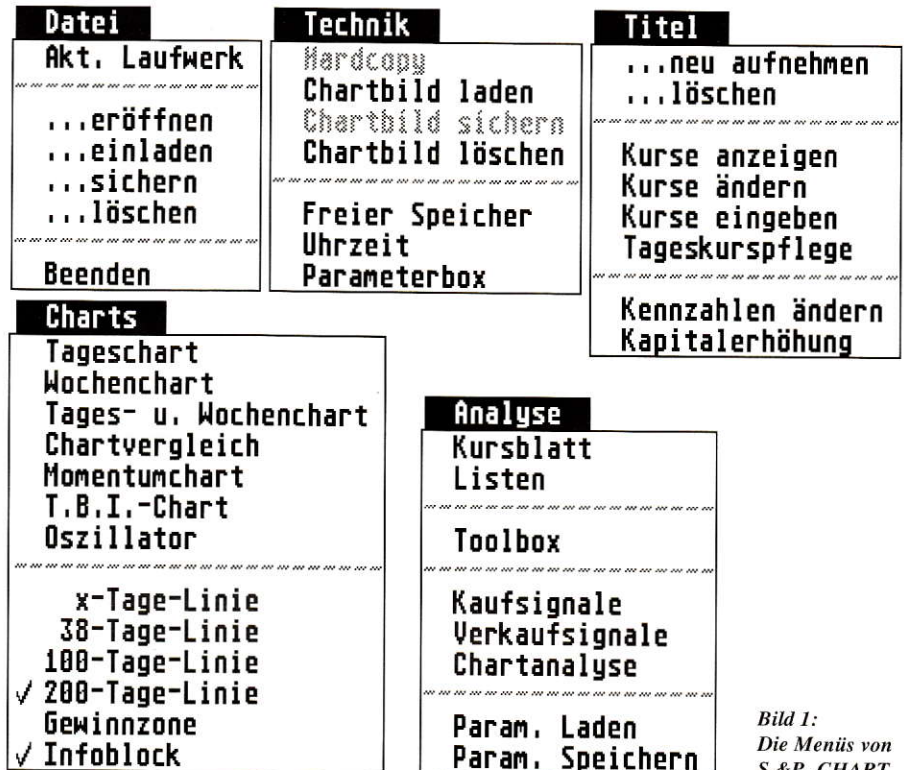 Datei
Akt. Laufwerk
...eröffnen
...einladen
...sichern
...löschen
Beenden
Technik
Hardcopy
Chartbild laden
Chartbild sichern
Chartbild löschen
Freier Speicher
Uhrzeit
Parameterbox
Titel
...neu aufnehmen
...löschen
Kurse anzeigen
Kurse ändern
Kurse eingeben
Tageskurspflege
Kennzahlen ändern
Kapitalerhöhung
Charts
Tageschart
Wochenchart
Tages- u. Wochenchart
Chartvergleich
Momentumchart
T.B.I.-Chart
Oszillator
x-Tage-Linie
38-Tage-Linie
100-Tage-Linie
✓ 200-Tage-Linie
Gewinnzone
✓ Infoblock
Analyse
Kursblatt
Listen
Toolbox
Kaufsignale
Verkaufsignale
Chartanalyse
Param. Laden
Param. Speichern
Bild 1:
Die Menüs von
S.&P. CHART